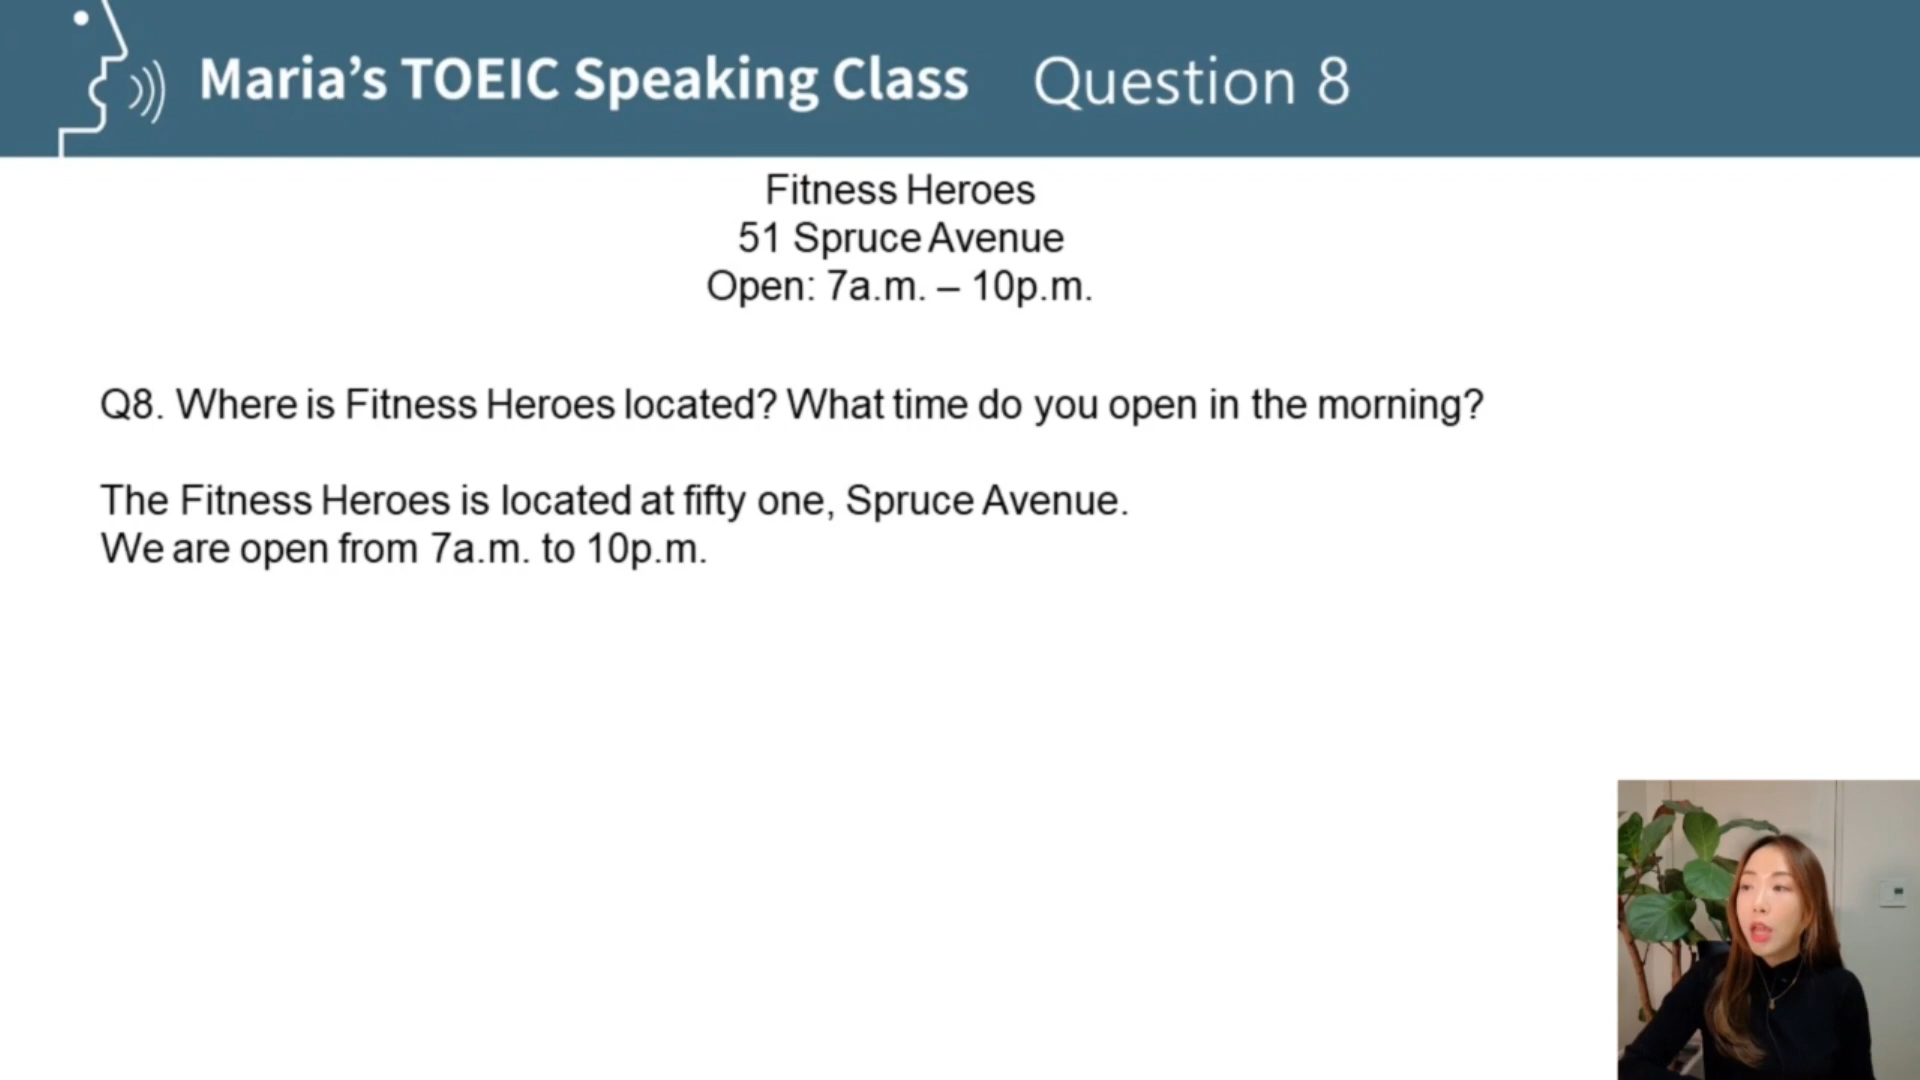 Maria’s TOEIC Speaking Class Question 8
Fitness Heroes
51 Spruce Avenue
Open: 7a.m. – 10p.m.
Q8. Where is Fitness Heroes located? What time do you open in the morning?
The Fitness Heroes is located at fifty one, Spruce Avenue.
We are open from 7a.m. to 10p.m.